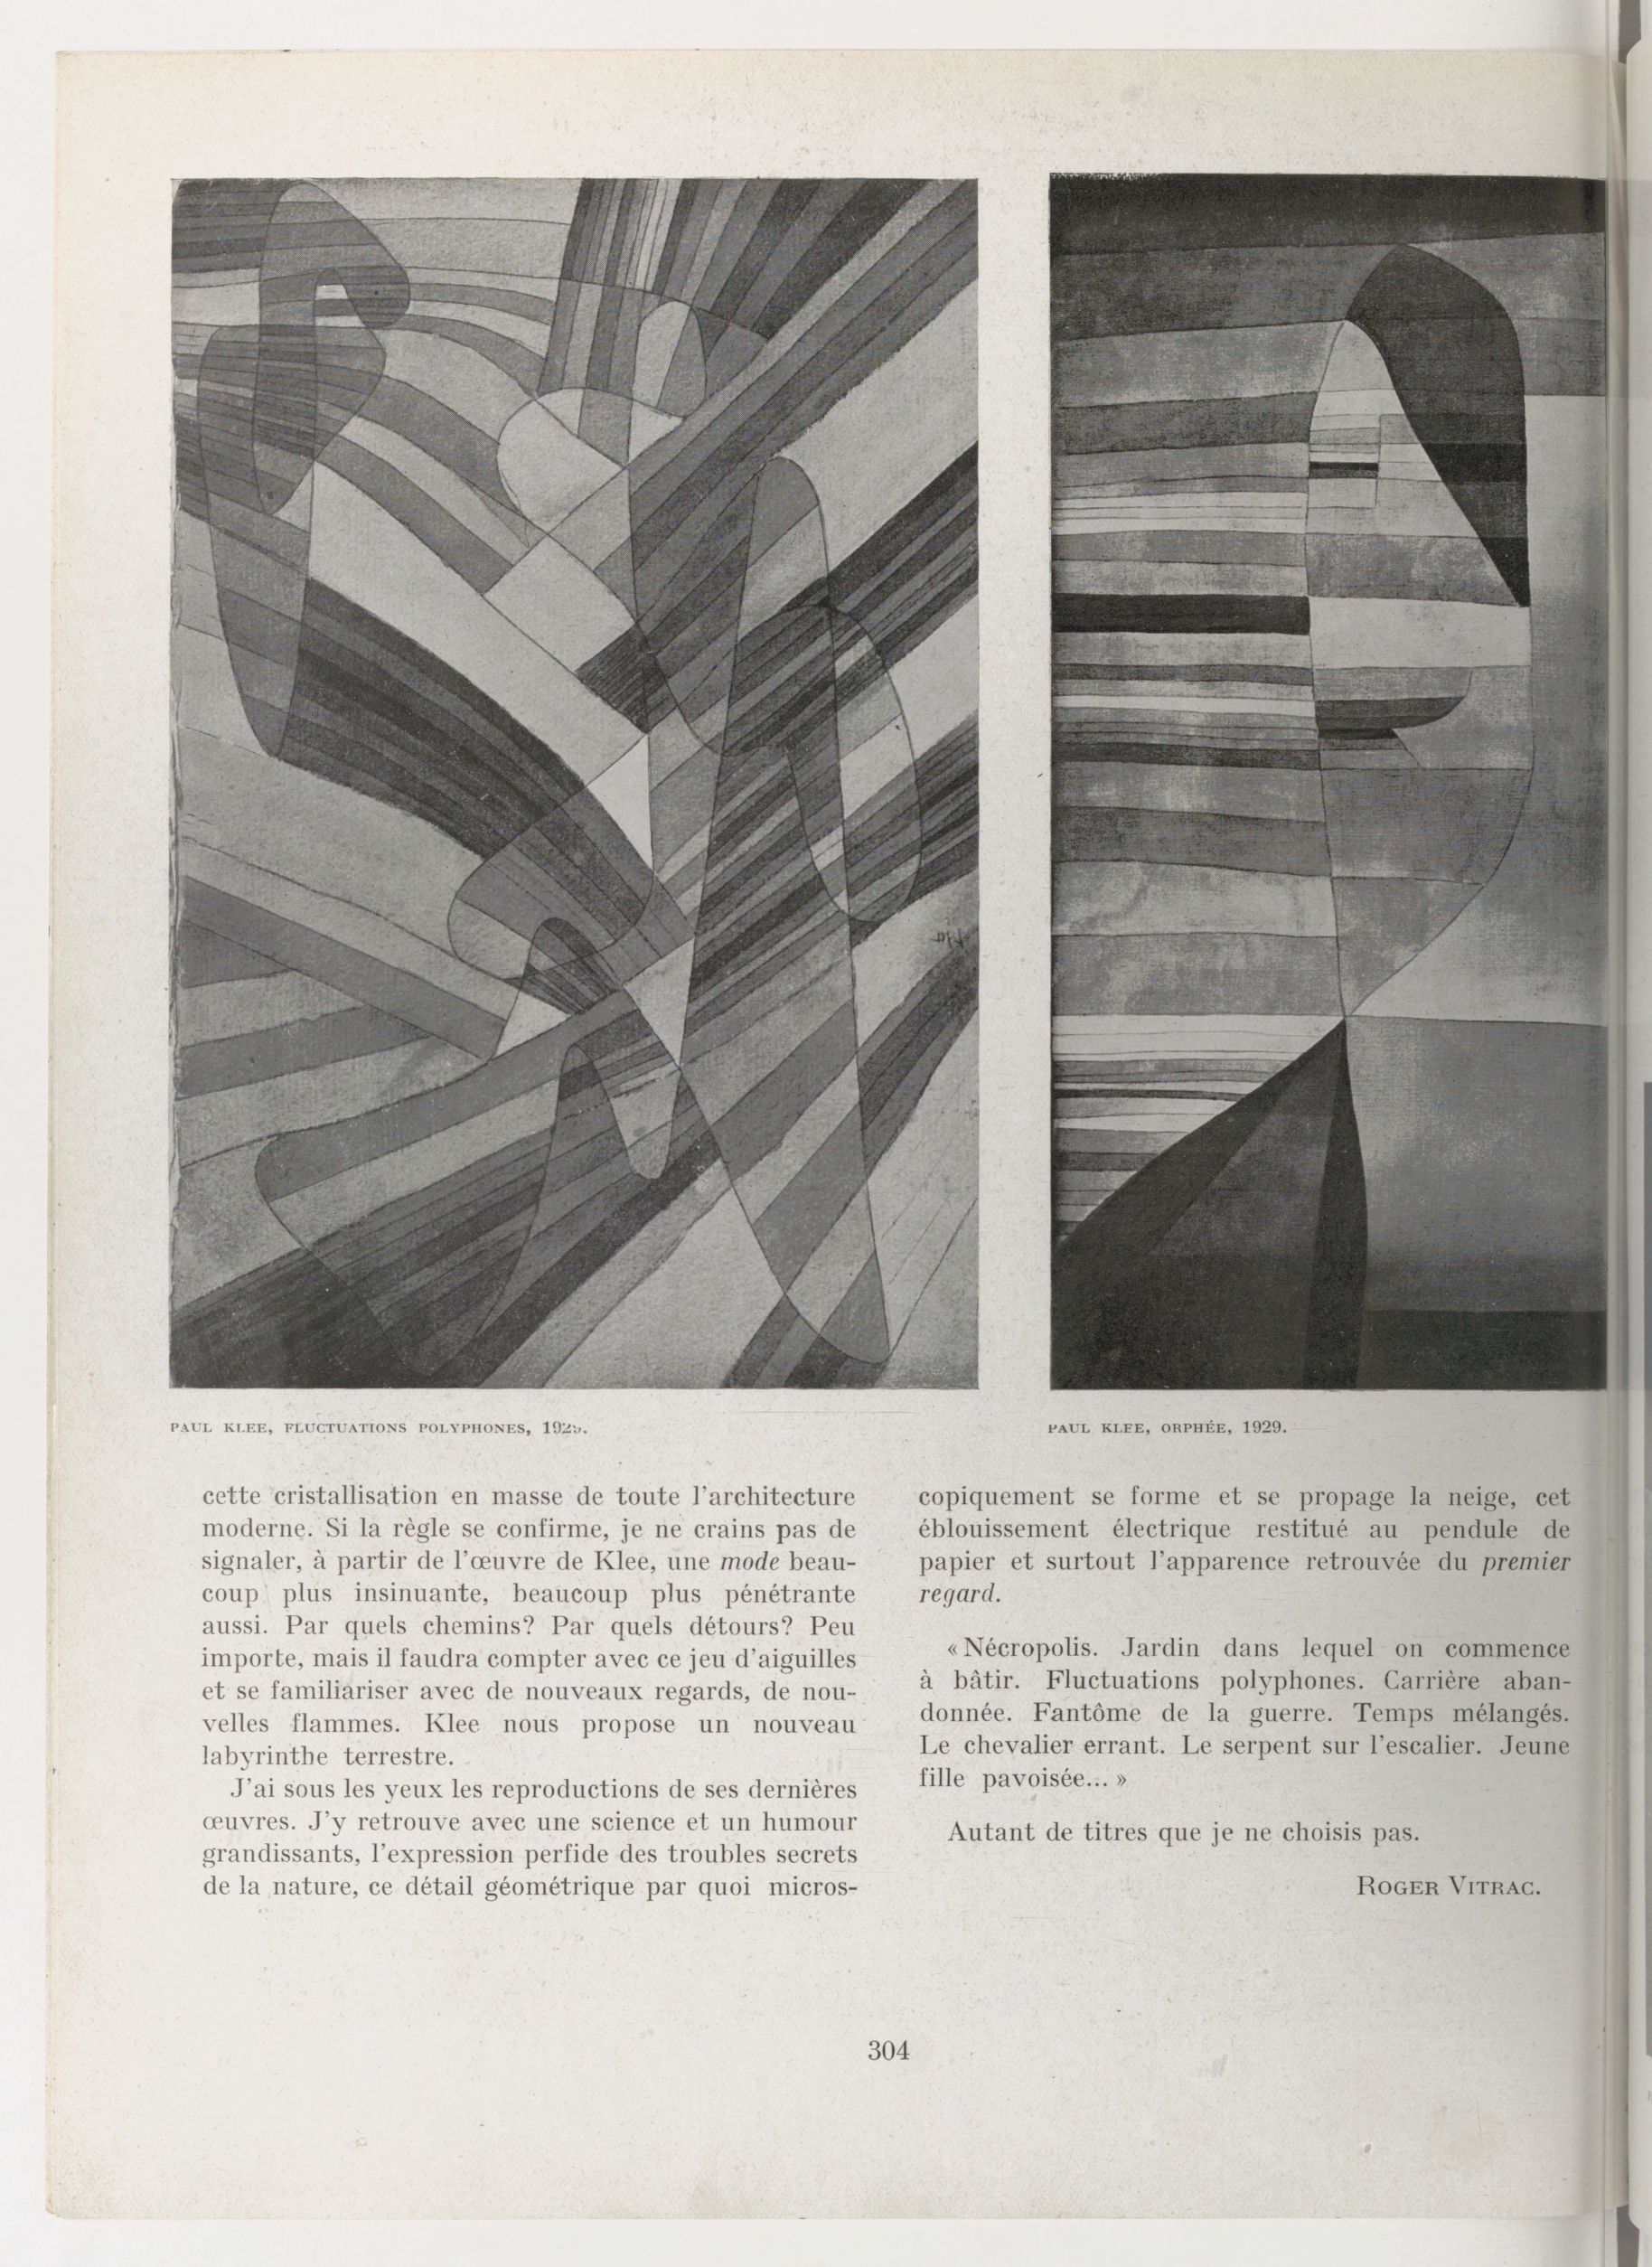 PAUL KLEE, FLUCTUATIONS POLYPHONES, 1929.
PAUL KLEE, ORPHÉE, 1929.
cette cristallisation en masse de toute l'architecture
moderne. Si la règle se confirme, je ne crains pas de
signaler, à partir de l'œuvre de Klee, une mode beau-
coup plus insinuante, beaucoup plus pénétrante
aussi. Par quels chemins? Par quels détours? Peu
importe, mais il faudra compter avec ce jeu d'aiguilles
et se familiariser avec de nouveaux regards, de nou-
velles flammes. Klee nous propose un nouveau
labyrinthe terrestre.
J'ai sous les yeux les reproductions de ses dernières
œuvres. J'y retrouve avec une science et un humour
grandissants, l'expression perfide des troubles secrets
de la nature, ce détail géométrique par quoi micros-
copiquement se forme et se propage la neige, cet
éblouissement électrique restitué au pendule de
papier et surtout l'apparence retrouvée du premier
regard.
« Nécropolis. Jardin dans lequel on commence
à bâtir. Fluctuations polyphones. Carrière aban-
donnée. Fantôme de la guerre. Temps mélangés.
Le chevalier errant. Le serpent sur l'escalier. Jeune
fille pavoisée... »
Autant de titres que je ne choisis pas.
ROGER VITRAC.
304